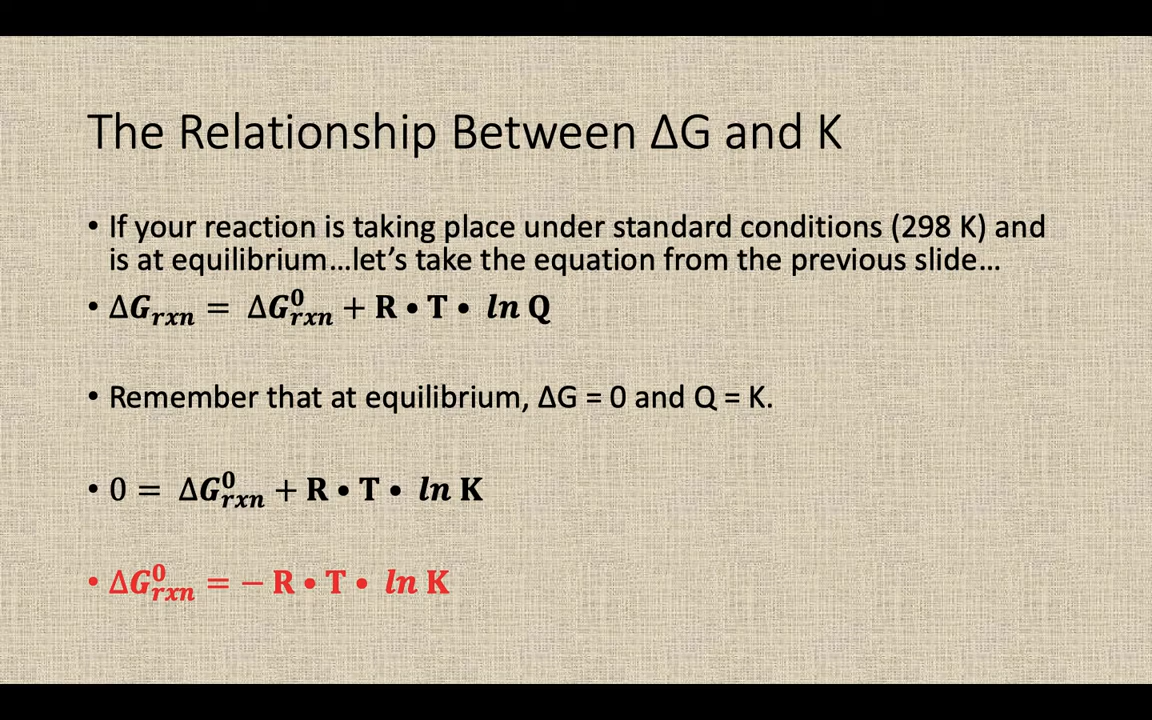 The Relationship Between ΔG and K
• If your reaction is taking place under standard conditions (298 K) and
is at equilibrium…let’s take the equation from the previous slide…
• ΔG_rxn = ΔG⁰_rxn + R • T • ln Q
• Remember that at equilibrium, ΔG = 0 and Q = K.
• 0 = ΔG⁰_rxn + R • T • ln K
• ΔG⁰_rxn = − R • T • ln K